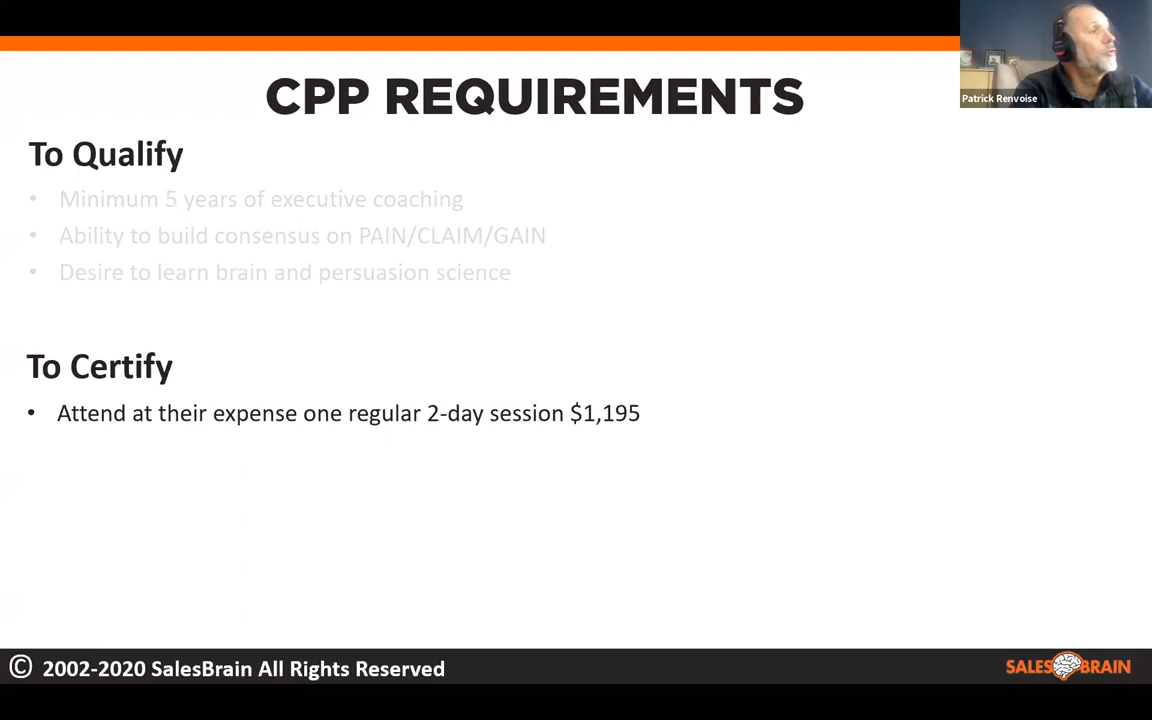 CPP REQUIREMENTS
Patrick Renvoise
To Qualify
• Minimum 5 years of executive coaching
• Ability to build consensus on PAIN/CLAIM/GAIN
• Desire to learn brain and persuasion science
To Certify
• Attend at their expense one regular 2-day session $1,195
© 2002-2020 SalesBrain All Rights Reserved
SALES BRAIN